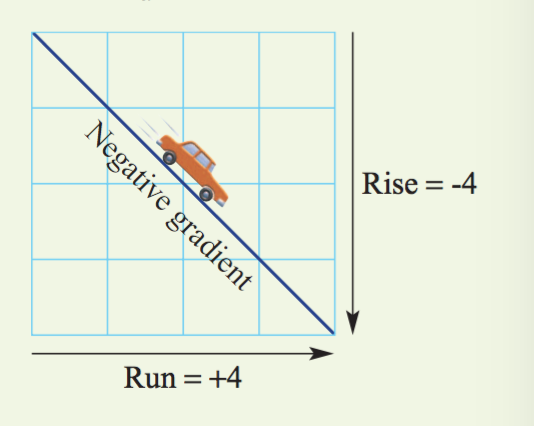 Negative gradient
Rise = -4
Run = +4